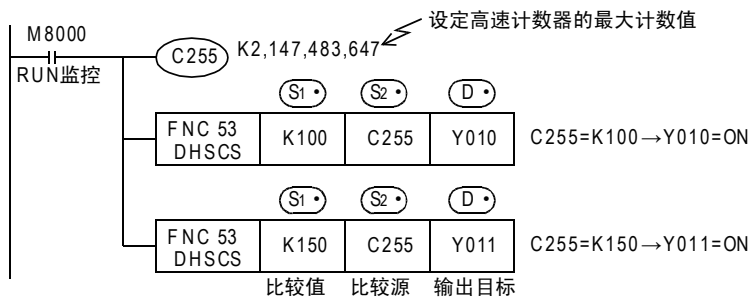 设定高速计数器的最大计数值
M8000
C255 K2,147,483,647
RUN监控
S1• S2• D•
FNC 53 DHSCS K100 C255 Y010 C255=K100→Y010=ON
S1• S2• D•
FNC 53 DHSCS K150 C255 Y011 C255=K150→Y011=ON
比较值 比较源 输出目标